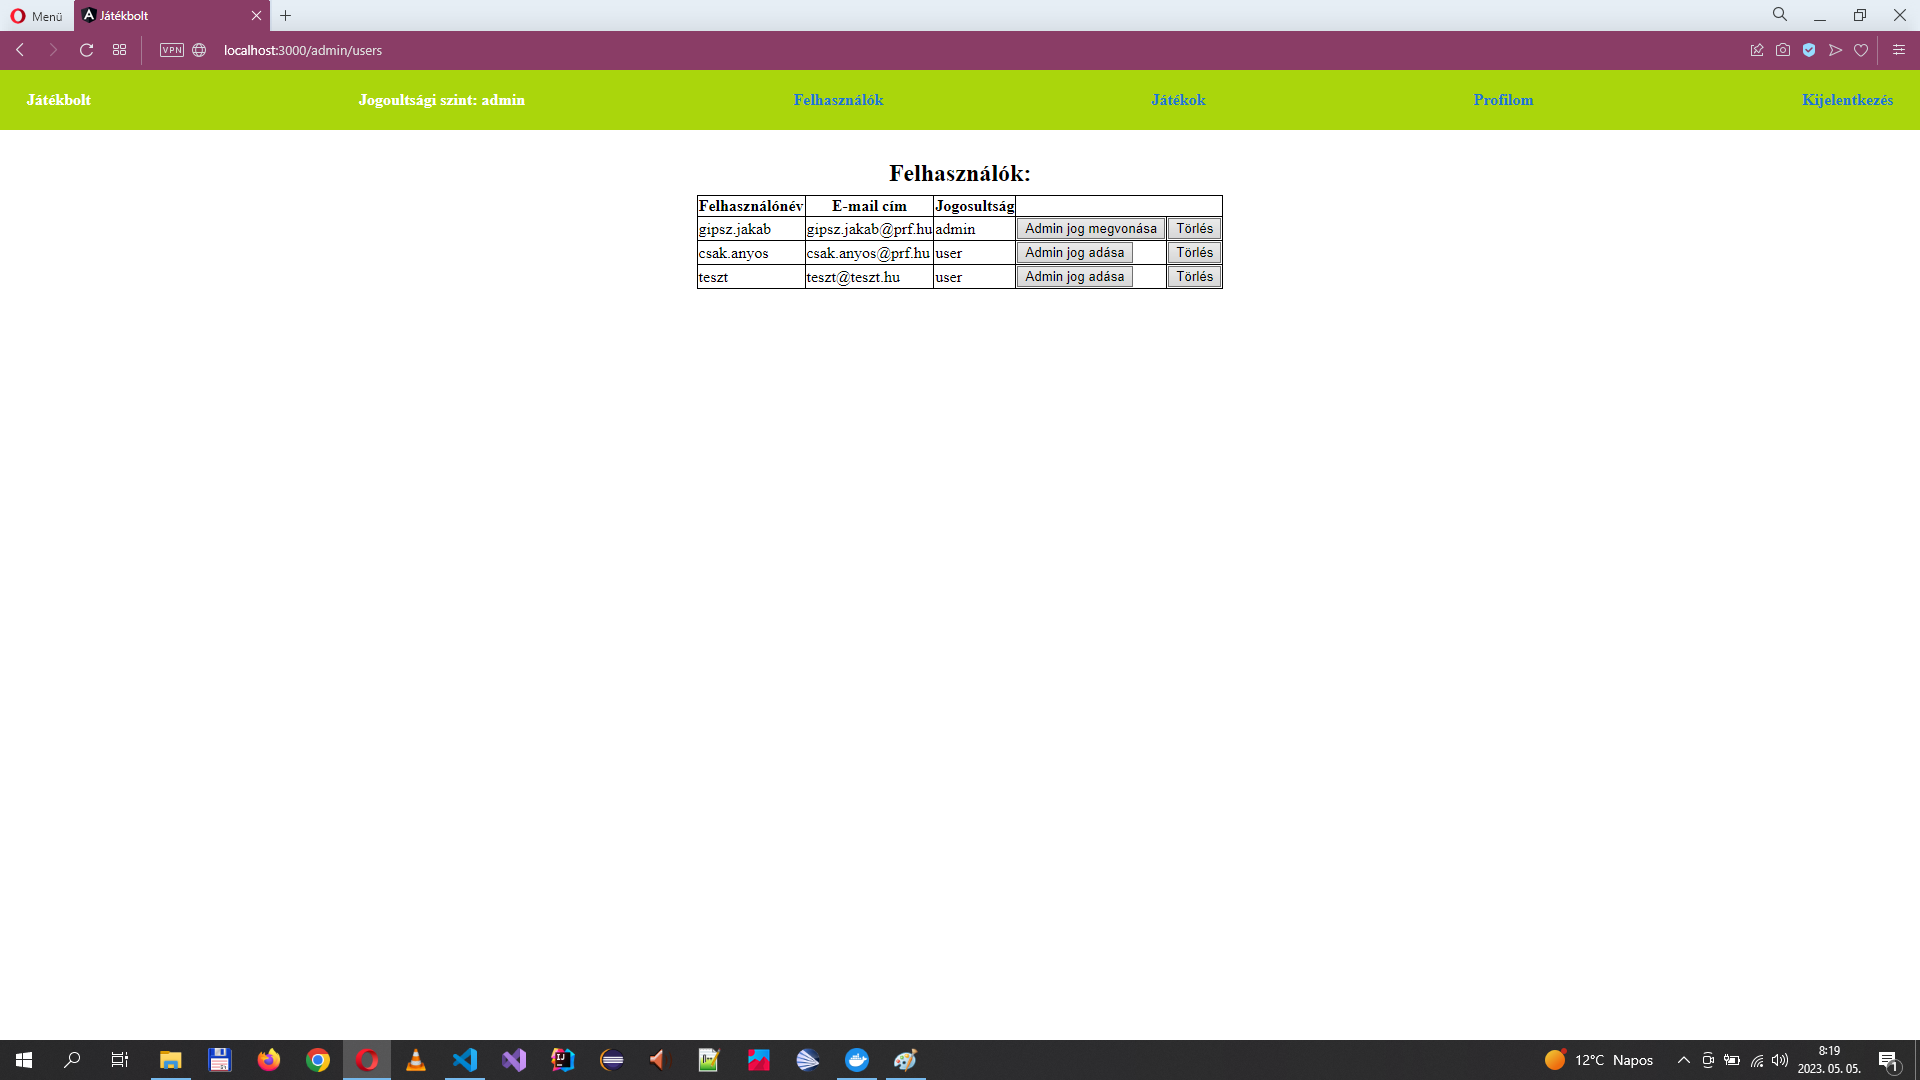 Menü
Játékbolt
VPN
localhost:3000/admin/users
Játékbolt Jogoultsági szint: admin Felhasználók Játékok Profilom Kijelentkezés
Felhasználók:
Felhasználónév E-mail cím Jogosultság
gipsz.jakab gipsz.jakab@prf.hu admin Admin jog megvonása Törlés
csak.anyos csak.anyos@prf.hu user Admin jog adása Törlés
teszt teszt@teszt.hu user Admin jog adása Törlés
12°C Napos
8:19
2023. 05. 05.
1